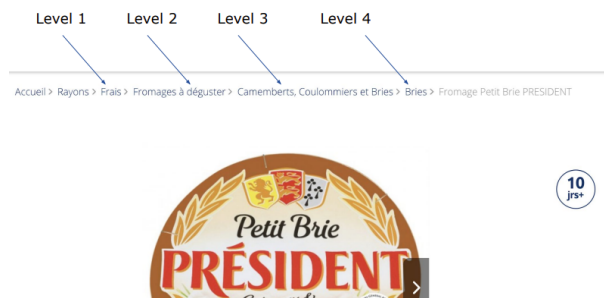 Level 1 Level 2 Level 3 Level 4
Accueil > Rayons > Frais > Fromages à déguster > Camemberts, Coulommiers et Bries > Bries > Fromage Petit Brie PRESIDENT
10
jrs+
Petit Brie
PRÉSIDENT